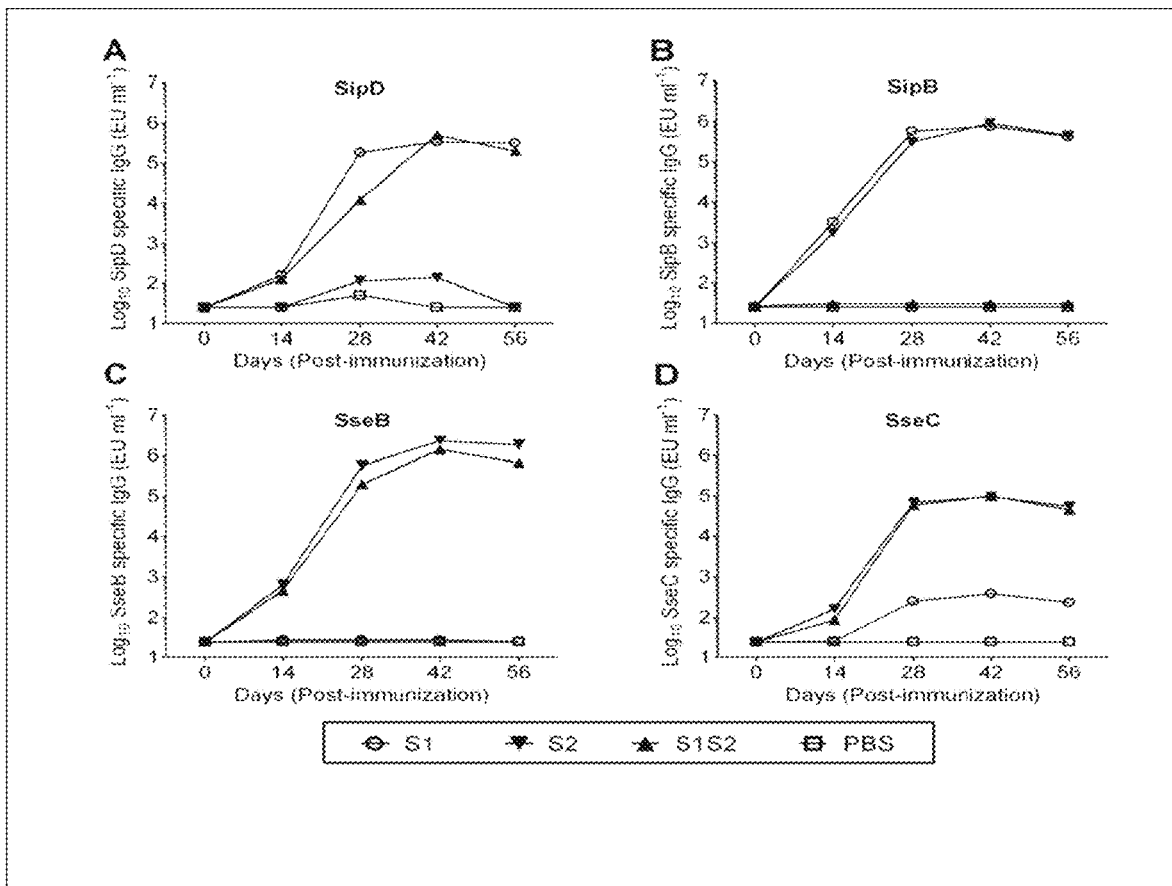 A
SipD
Log₁₀ SipD specific IgG (EU ml⁻¹)
7
6
5
4
3
2
1
0 14 28 42 56
Days (Post-immunization)
B
SipB
Log₁₀ SipB specific IgG (EU ml⁻¹)
7
6
5
4
3
2
1
0 14 28 42 56
Days (Post-immunization)
C
SseB
Log₁₀ SseB specific IgG (EU ml⁻¹)
7
6
5
4
3
2
1
0 14 28 42 56
Days (Post-immunization)
D
SseC
Log₁₀ SseC specific IgG (EU ml⁻¹)
7
6
5
4
3
2
1
0 14 28 42 56
Days (Post-immunization)
S1 S2 S1S2 PBS